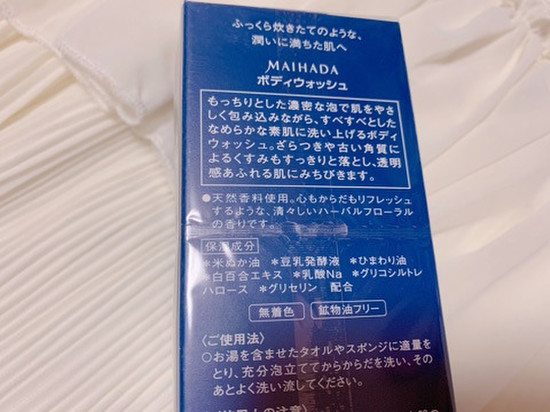 ふっくら炊きたてのような、
潤いに満ちた肌へ
MAIHADA
ボディウォッシュ
もっちりとした濃密な泡で肌をやさ
しく包み込みながら、すべすべとした
なめらかな素肌に洗い上げるボディ
ウォッシュ。ざらつきや古い角質に
よるくすみもすっきりと落とし、透明
感あふれる肌にみちびきます。
●天然香料使用。心もからだもリフレッシュ
するような、清々しいハーバルフローラル
の香りです。
保湿成分
*米ぬか油 *豆乳発酵液 *ひまわり油
*白百合エキス *乳酸Na *グリコシルトレ
ハロース *グリセリン 配合
無着色 鉱物油フリー
〈ご使用法〉
○お湯を含ませたタオルやスポンジに適量を
とり、充分泡立ててからからだを洗い、その
あとよく洗い流してください。